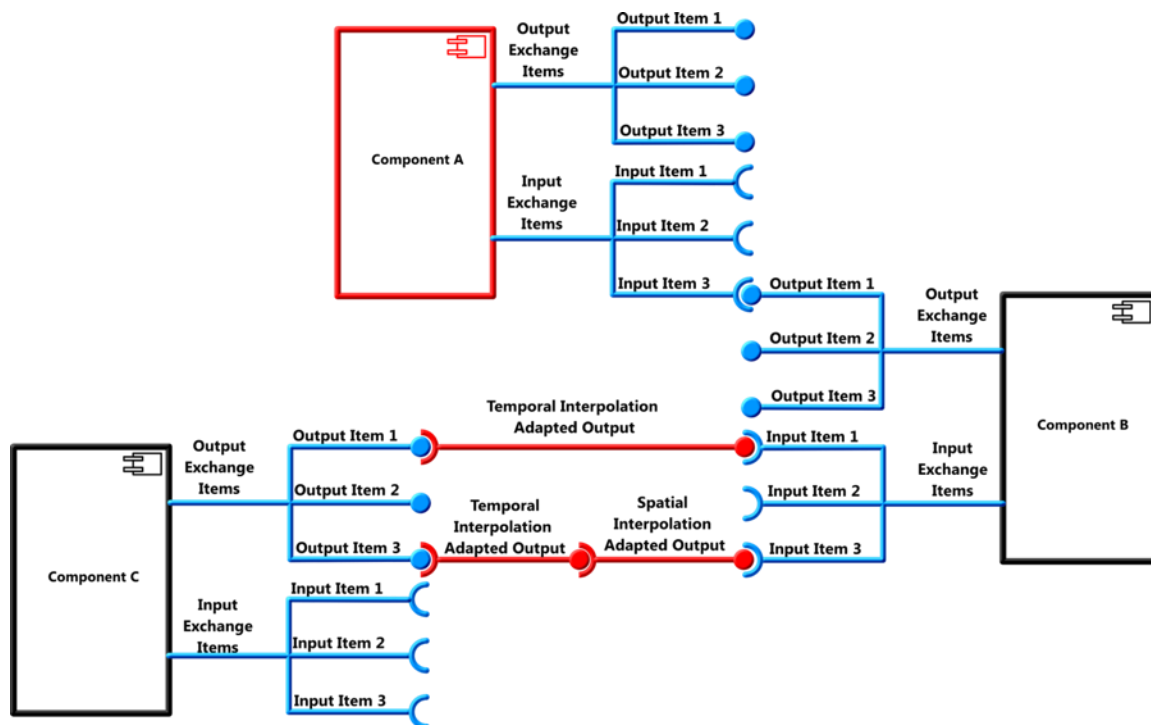 Output
Exchange
Items
Output Item 1
Output Item 2
Output Item 3
Component A
Input
Exchange
Items
Input Item 1
Input Item 2
Input Item 3
Output Item 1
Output Item 2
Output Item 3
Output
Exchange
Items
Component B
Input Item 1
Input Item 2
Input Item 3
Input
Exchange
Items
Temporal Interpolation
Adapted Output
Output
Exchange
Items
Output Item 1
Output Item 2
Output Item 3
Temporal
Interpolation
Adapted Output
Spatial
Interpolation
Adapted Output
Component C
Input
Exchange
Items
Input Item 1
Input Item 2
Input Item 3